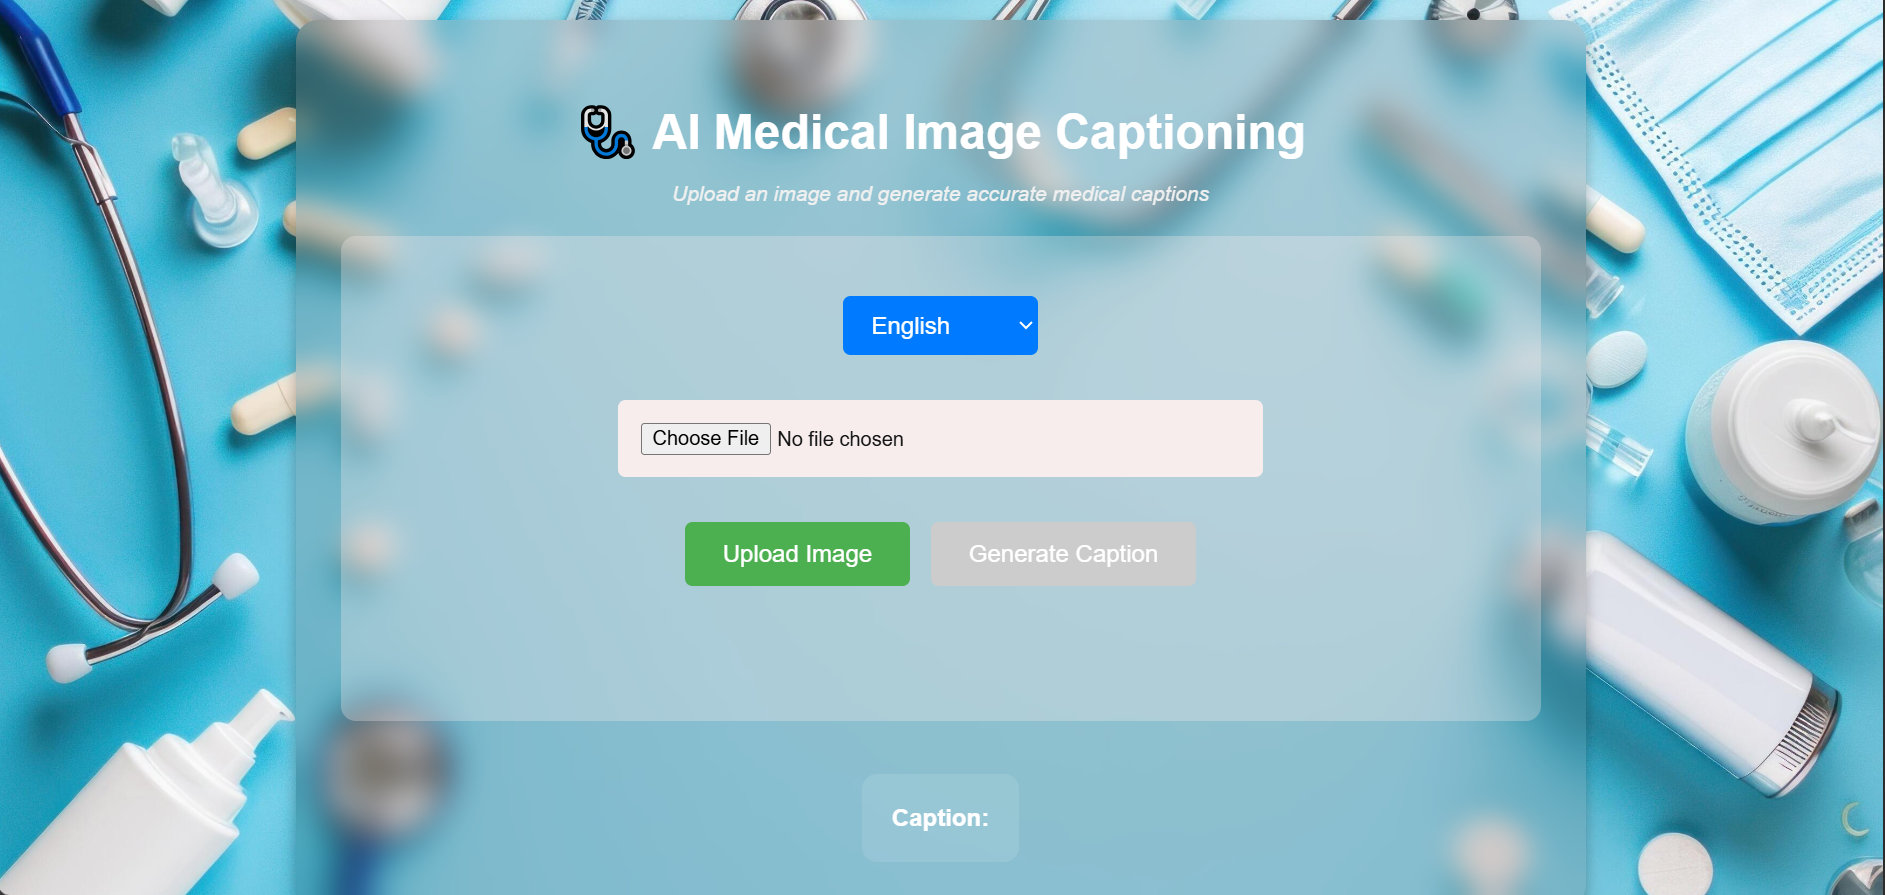 AI Medical Image Captioning
Upload an image and generate accurate medical captions
English
Choose File No file chosen
Upload Image Generate Caption
Caption: